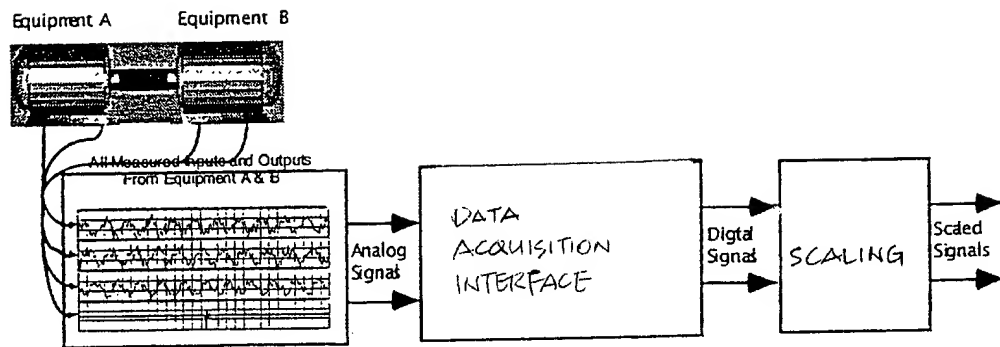 Equipment A
Equipment B
All Measured Inputs and Outputs
From Equipment A & B
Analog
Signals
DATA
ACQUISITION
INTERFACE
Digital
Signals
SCALING
Scaled
Signals